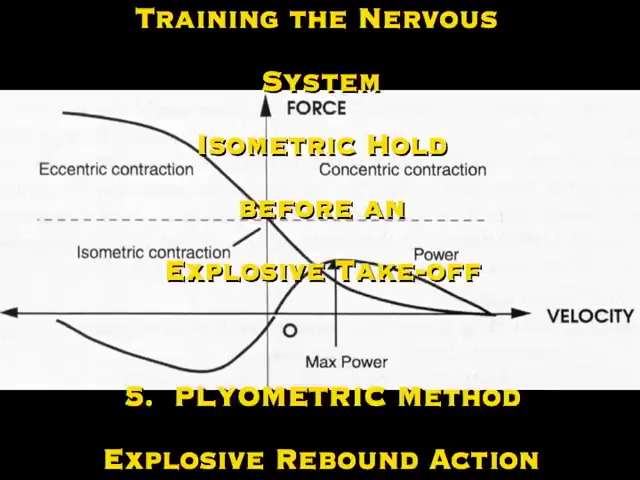 Training the Nervous
System
FORCE
Isometric Hold
Eccentric contraction
Concentric contraction
before an
Isometric contraction
Power
Explosive Take-off
VELOCITY
O
Max Power
5. PLYOMETRIC Method
Explosive Rebound Action